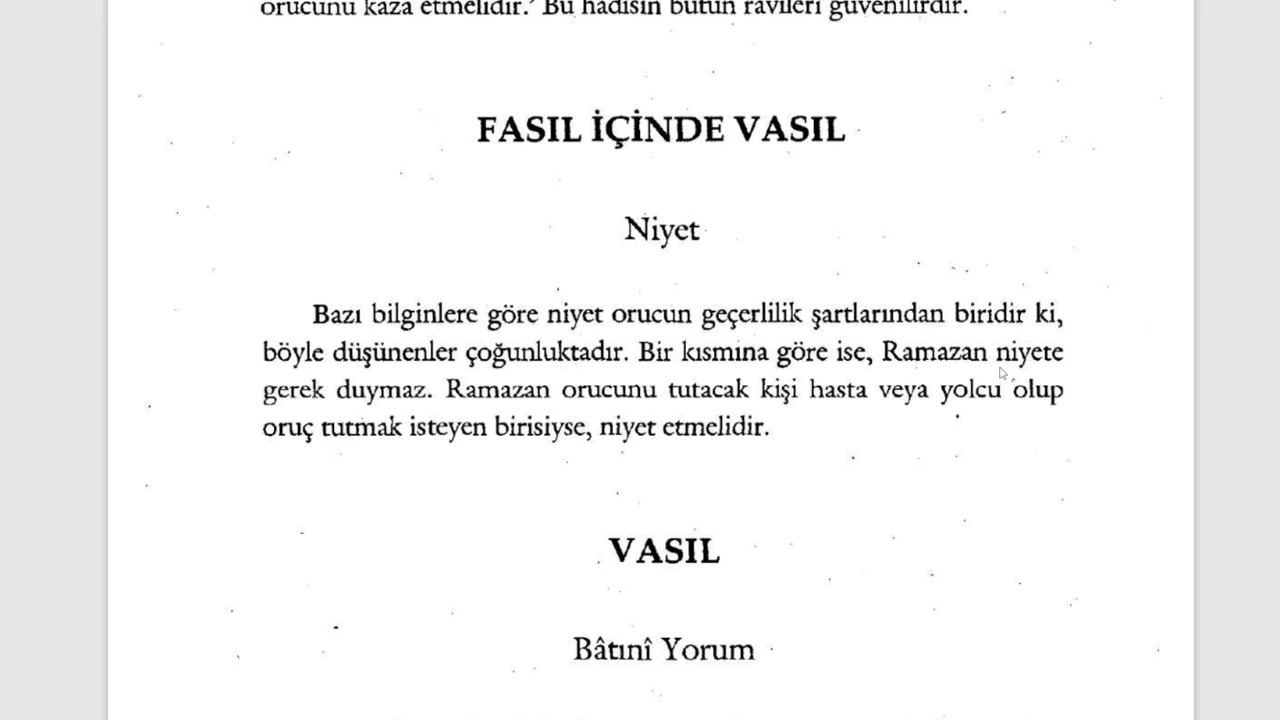 orucunu kaza etmelidir.' Bu hadisin bütün ravileri güvenilirdir.
FASIL İÇİNDE VASIL
Niyet
Bazı bilginlere göre niyet orucun geçerlilik şartlarından biridir ki,
böyle düşünenler çoğunluktadır. Bir kısmına göre ise, Ramazan niyete
gerek duymaz. Ramazan orucunu tutacak kişi hasta veya yolcu olup
oruç tutmak isteyen birisiyse, niyet etmelidir.
VASIL
Bâtınî Yorum